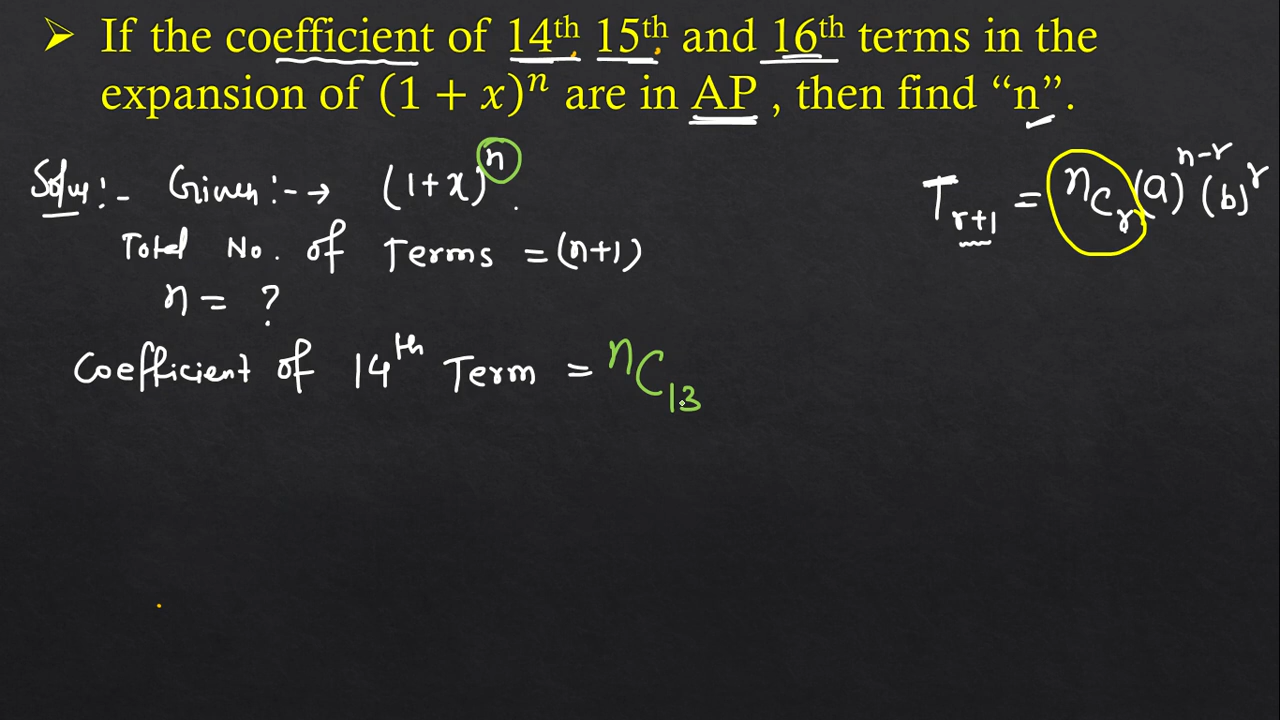 ➢ If the coefficient of 14th, 15th, and 16th terms in the
expansion of (1 + x)ⁿ are in AP , then find “n”.
Soln:- Given:-→ (1+x)ⁿ.
T_{r+1} = ⁿC_r (a)^{n-r} (b)^r
Total No. of Terms = (n+1)
n = ?
Coefficient of 14th Term = ⁿC₁₃